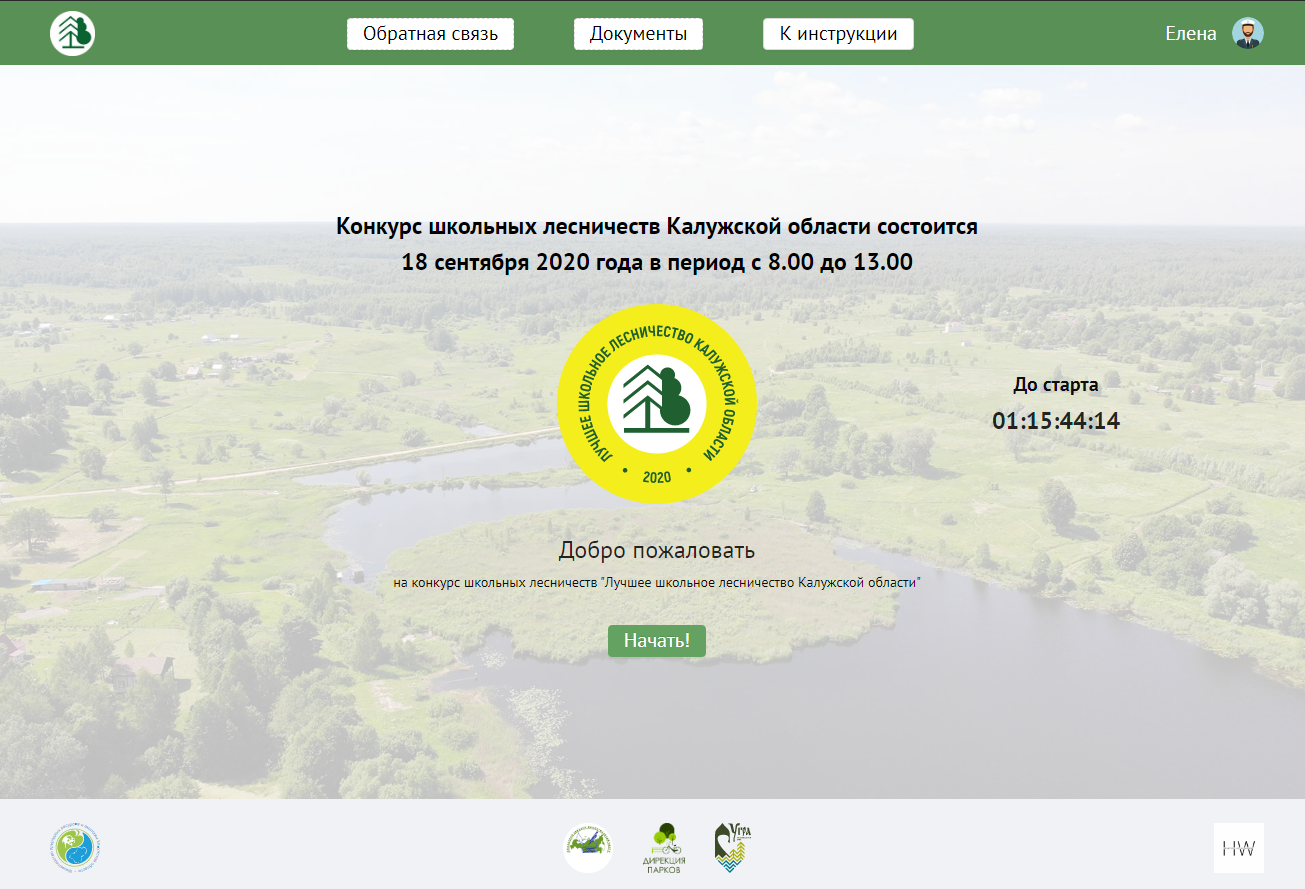 Обратная связь
Документы
К инструкции
Елена
Конкурс школьных лесничеств Калужской области состоится
18 сентября 2020 года в период с 8.00 до 13.00
ЛУЧШЕЕ ШКОЛЬНОЕ ЛЕСНИЧЕСТВО КАЛУЖСКОЙ ОБЛАСТИ
• 2020 •
До старта
01:15:44:14
Добро пожаловать
на конкурс школьных лесничеств "Лучшее школьное лесничество Калужской области"
Начать!
ДИРЕКЦИЯ
ПАРКОВ
Угра
HW